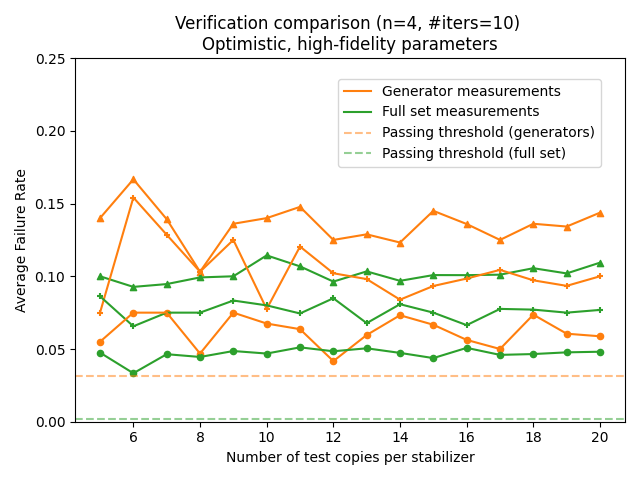 Verification comparison (n=4, #iters=10)
Optimistic, high-fidelity parameters
Generator measurements
Full set measurements
Passing threshold (generators)
Passing threshold (full set)
Average Failure Rate
0.25
0.20
0.15
0.10
0.05
0.00
6 8 10 12 14 16 18 20
Number of test copies per stabilizer